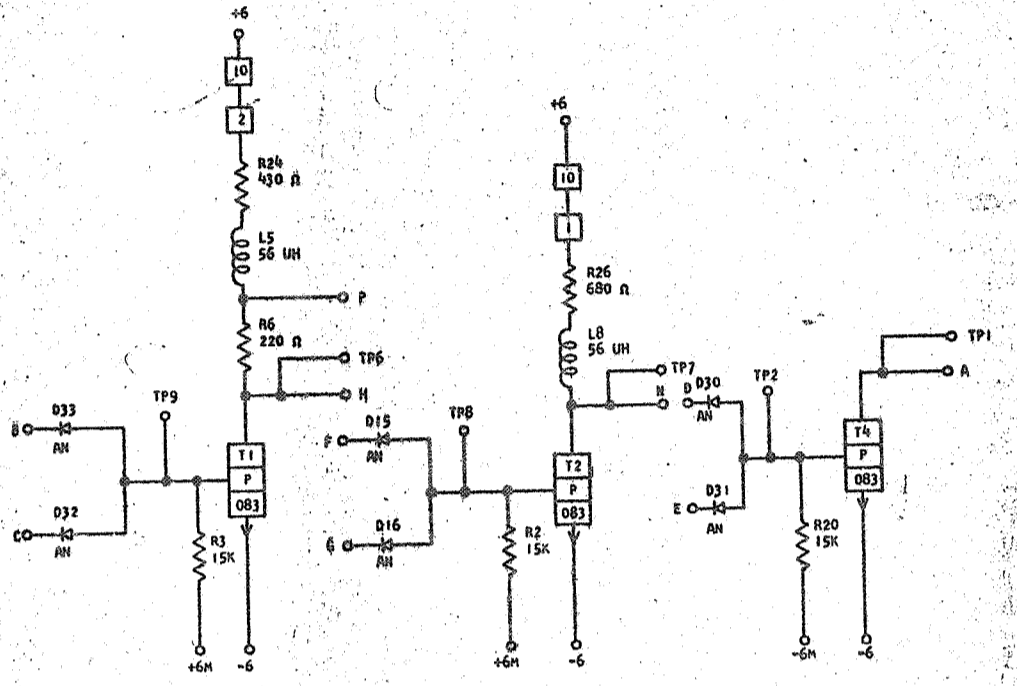 +6
10
2
R24
430 Ω
L5
56 UH
P
R6
220 Ω
TP6
H
D33
B
AN
TP9
D32
C
AN
T1
P
083
R3
15K
+6M
-6
+6
10
1
R26
680 Ω
L8
56 UH
TP7
N
D15
F
AN
TP8
D16
G
AN
T2
P
083
R2
15K
+6M
-6
D
D30
AN
TP2
D31
E
AN
TP1
A
T4
P
083
R20
15K
-6M
-6